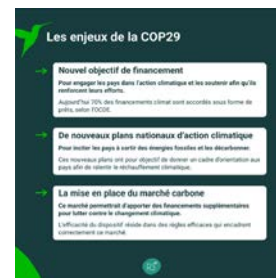 Les enjeux de la COP29
Nouvel objectif de financement
Pour engager les pays dans l'action climatique et les soutenir afin qu'ils
renforcent leurs efforts.
Aujourd'hui 70% des financements climat sont accordés sous forme de
prêts, selon l'OCDE.
De nouveaux plans nationaux d'action climatique
Pour inciter les pays à sortir des énergies fossiles et les décarbonner.
Ces nouveaux plans ont pour objectif de donner un cadre d'orientation aux
pays afin de ralentir le réchauffement climatique.
La mise en place du marché carbone
Ce marché permettrait d'apporter des financements supplémentaires
pour lutter contre le changement climatique.
L'efficacité du dispositif réside dans des règles efficaces qui encadrent
correctement ce marché.